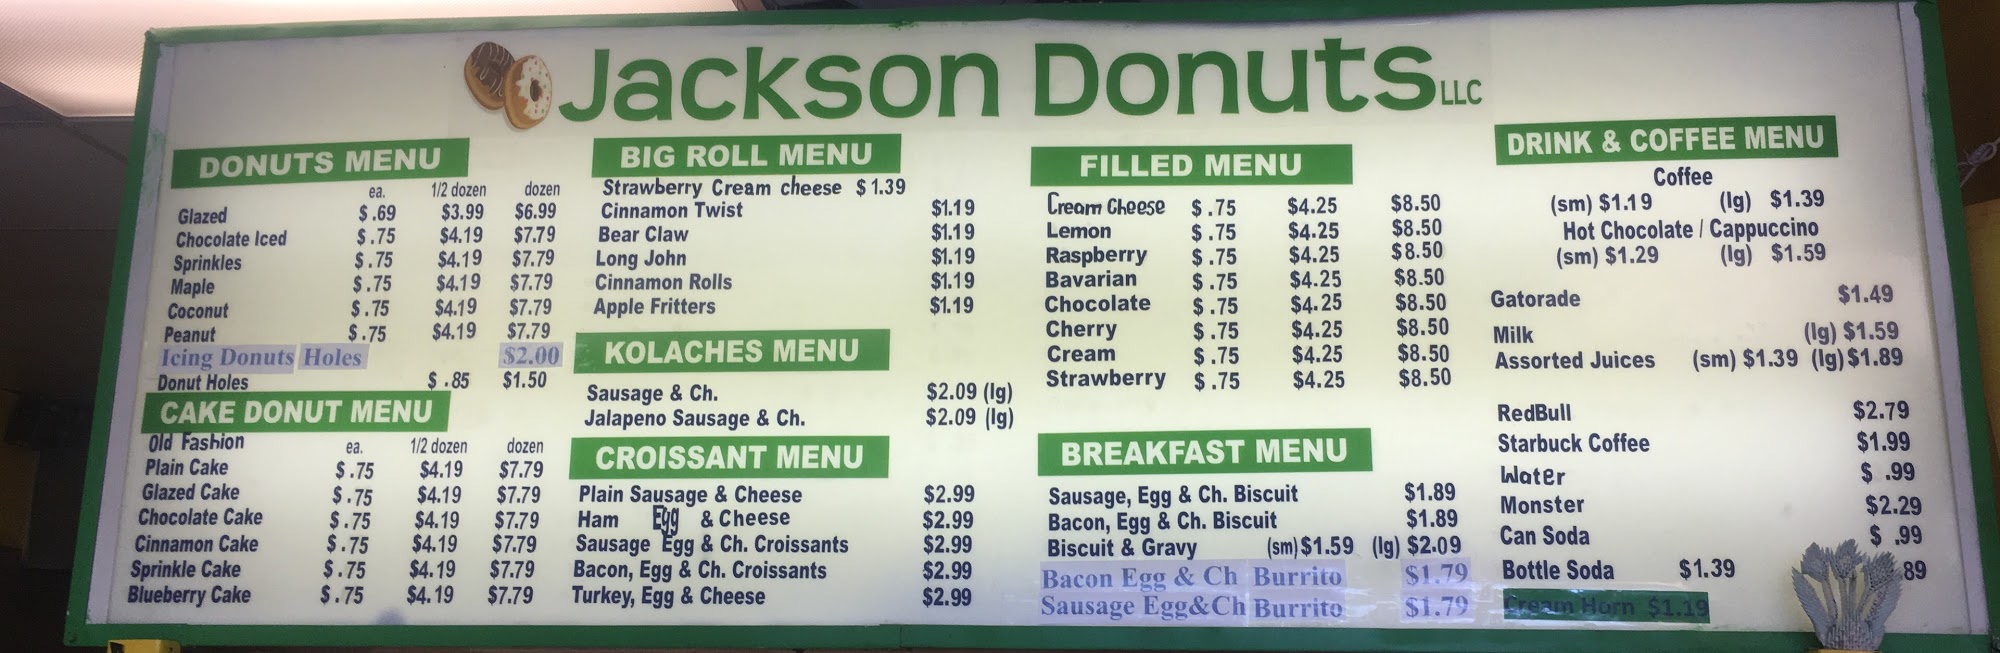 Jackson Donuts LLC
DONUTS MENU
ea. 1/2 dozen dozen
Glazed $.69 $3.99 $6.99
Chocolate Iced $.75 $4.19 $7.79
Sprinkles $.75 $4.19 $7.79
Maple $.75 $4.19 $7.79
Coconut $.75 $4.19 $7.79
Peanut $.75 $4.19 $7.79
Icing Donuts Holes $2.00
Donut Holes $.85 $1.50
CAKE DONUT MENU
Old Fashion ea. 1/2 dozen dozen
Plain Cake $.75 $4.19 $7.79
Glazed Cake $.75 $4.19 $7.79
Chocolate Cake $.75 $4.19 $7.79
Cinnamon Cake $.75 $4.19 $7.79
Sprinkle Cake $.75 $4.19 $7.79
Blueberry Cake $.75 $4.19 $7.79
BIG ROLL MENU
Strawberry Cream cheese $1.39
Cinnamon Twist $1.19
Bear Claw $1.19
Long John $1.19
Cinnamon Rolls $1.19
Apple Fritters $1.19
KOLACHES MENU
Sausage & Ch. $2.09 (lg)
Jalapeno Sausage & Ch. $2.09 (lg)
CROISSANT MENU
Plain Sausage & Cheese $2.99
Ham Egg & Cheese $2.99
Sausage Egg & Ch. Croissants $2.99
Bacon, Egg & Ch. Croissants $2.99
Turkey, Egg & Cheese $2.99
FILLED MENU
Cream Cheese $.75 $4.25 $8.50
Lemon $.75 $4.25 $8.50
Raspberry $.75 $4.25 $8.50
Bavarian $.75 $4.25 $8.50
Chocolate $.75 $4.25 $8.50
Cherry $.75 $4.25 $8.50
Cream $.75 $4.25 $8.50
Strawberry $.75 $4.25 $8.50
BREAKFAST MENU
Sausage, Egg & Ch. Biscuit $1.89
Bacon, Egg & Ch. Biscuit $1.89
Biscuit & Gravy (sm)$1.59 (lg) $2.09
Bacon Egg & Ch Burrito $1.79
Sausage Egg&Ch Burrito $1.79
DRINK & COFFEE MENU
Coffee
(sm) $1.19 (lg) $1.39
Hot Chocolate / Cappuccino
(sm) $1.29 (lg) $1.59
Gatorade $1.49
Milk (lg) $1.59
Assorted Juices (sm) $1.39 (lg)$1.89
RedBull $2.79
Starbuck Coffee $1.99
Water $ .99
Monster $2.29
Can Soda $ .99
Bottle Soda $1.39 89
Cream Horn $1.19